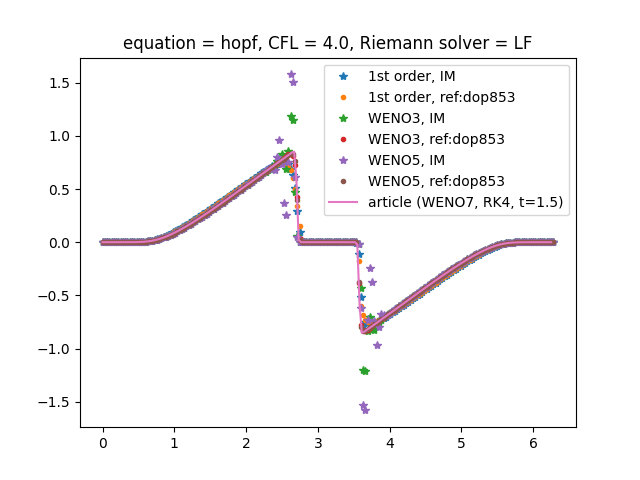 equation = hopf, CFL = 4.0, Riemann solver = LF
1st order, IM
1st order, ref:dop853
WENO3, IM
WENO3, ref:dop853
WENO5, IM
WENO5, ref:dop853
article (WENO7, RK4, t=1.5)
1.5
1.0
0.5
0.0
−0.5
−1.0
−1.5
0 1 2 3 4 5 6